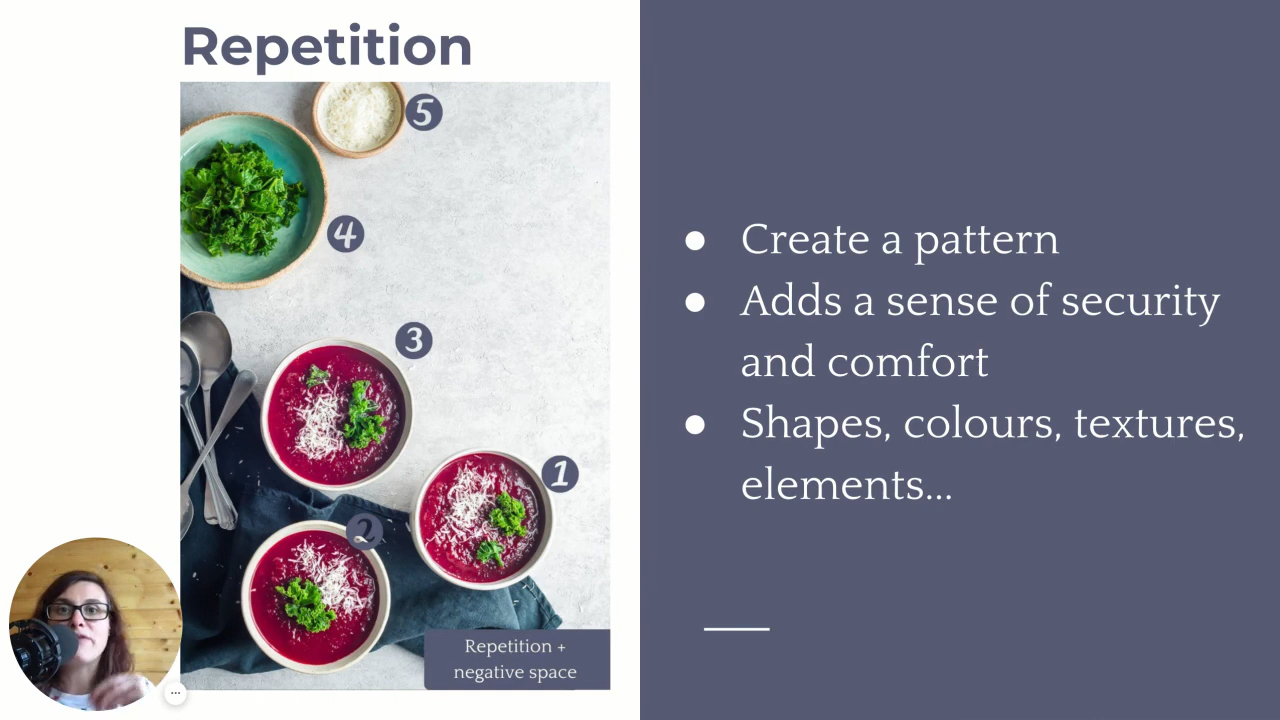 Repetition
5
4
3
1
2
Repetition +
negative space
● Create a pattern
● Adds a sense of security
and comfort
● Shapes, colours, textures,
elements...